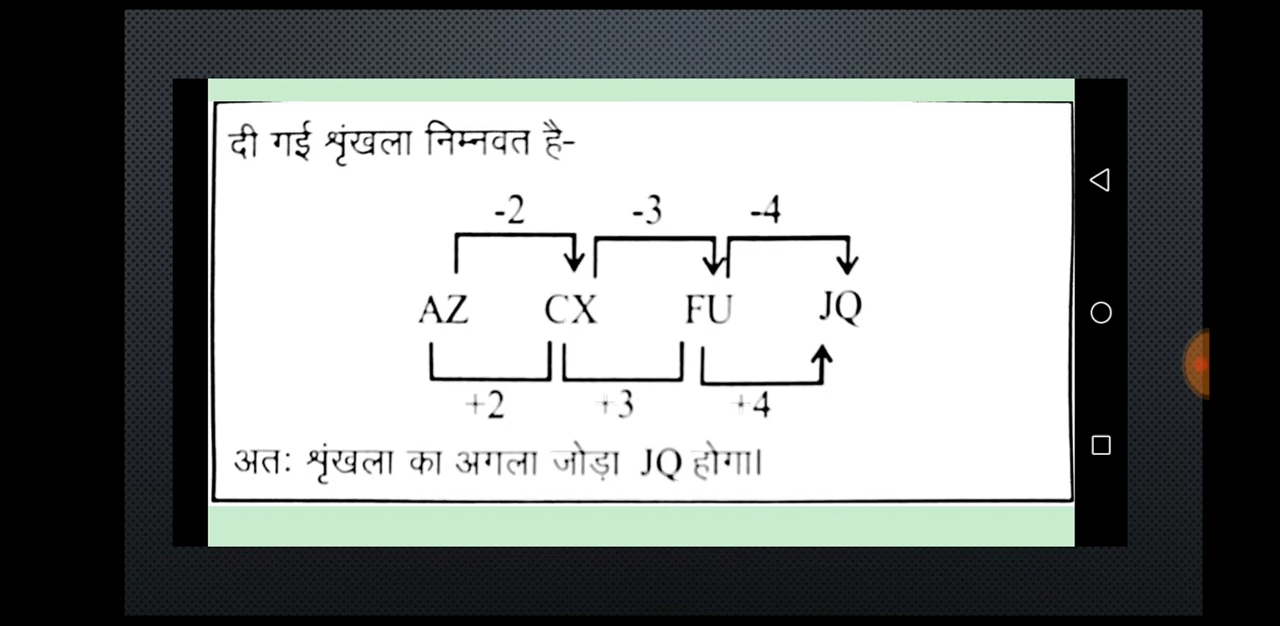 दी गई श्रृंखला निम्नवत है-
-2 -3 -4
AZ CX FU JQ
+2 +3 +4
अतः श्रृंखला का अगला जोड़ा JQ होगा।